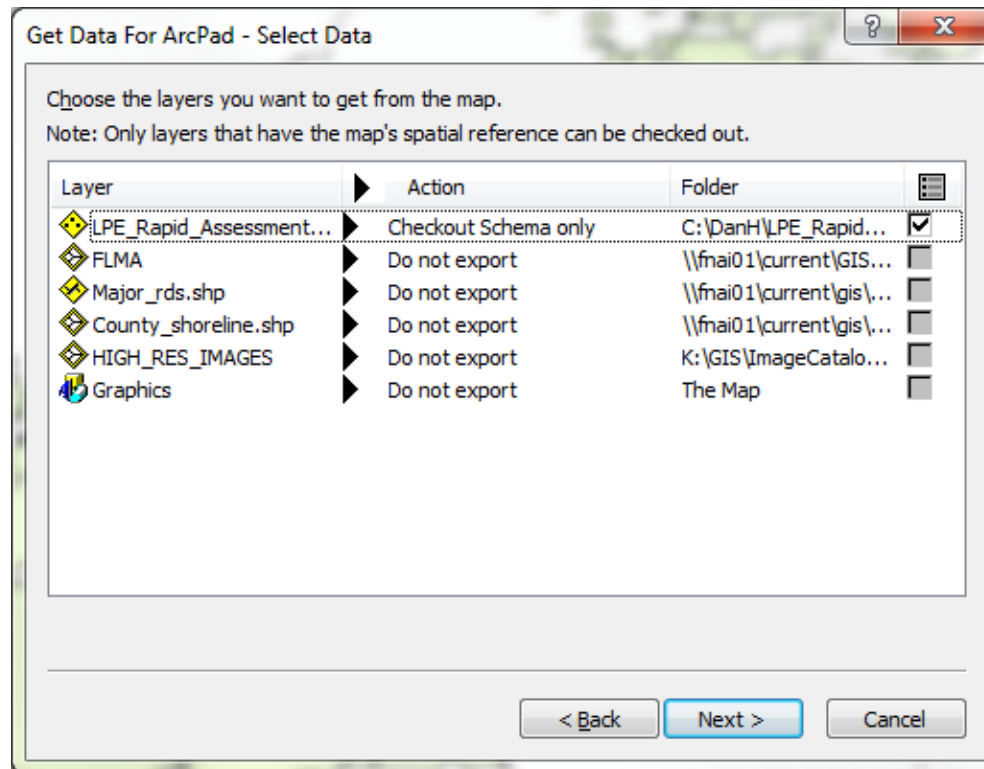 Get Data For ArcPad - Select Data
Choose the layers you want to get from the map.
Note: Only layers that have the map's spatial reference can be checked out.
Layer Action Folder
LPE_Rapid_Assessment... Checkout Schema only C:\DanH\LPE_Rapid...
FLMA Do not export \\fnai01\current\GIS...
Major_rds.shp Do not export \\fnai01\current\gis\...
County_shoreline.shp Do not export \\fnai01\current\gis\...
HIGH_RES_IMAGES Do not export K:\GIS\ImageCatalo...
Graphics Do not export The Map
< Back Next > Cancel